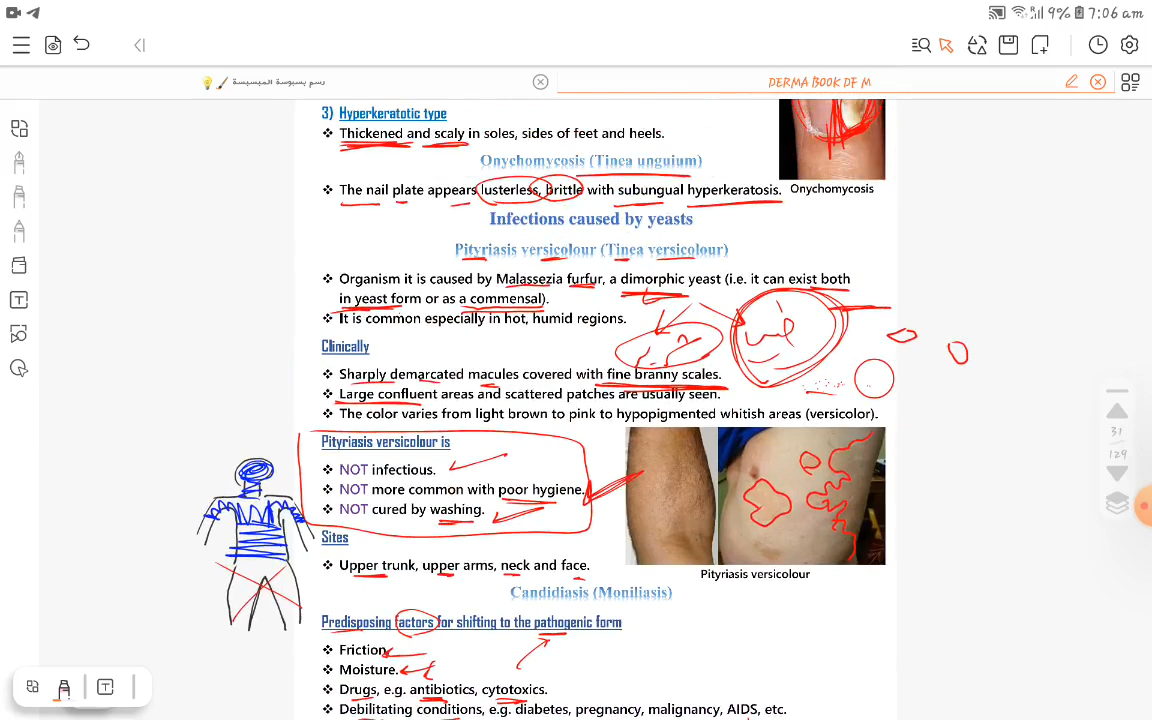 9% 7:06 am
رسم بسبوسة الميسيسة
DERMA BOOK DF M
3) Hyperkeratotic type
❖ Thickened and scaly in soles, sides of feet and heels.
Onychomycosis (Tinea unguium)
❖ The nail plate appears lusterless, brittle with subungual hyperkeratosis.
Onychomycosis
Infections caused by yeasts
Pityriasis versicolour (Tinea versicolour)
❖ Organism it is caused by Malassezia furfur, a dimorphic yeast (i.e. it can exist both
in yeast form or as a commensal).
❖ It is common especially in hot, humid regions.
Clinically
❖ Sharply demarcated macules covered with fine branny scales.
❖ Large confluent areas and scattered patches are usually seen.
❖ The color varies from light brown to pink to hypopigmented whitish areas (versicolor).
Pityriasis versicolour is
❖ NOT infectious.
❖ NOT more common with poor hygiene.
❖ NOT cured by washing.
Sites
❖ Upper trunk, upper arms, neck and face.
Pityriasis versicolour
Candidiasis (Moniliasis)
Predisposing factors for shifting to the pathogenic form
❖ Friction
❖ Moisture.
❖ Drugs, e.g. antibiotics, cytotoxics.
❖ Debilitating conditions, e.g. diabetes, pregnancy, malignancy, AIDS, etc.
31
129